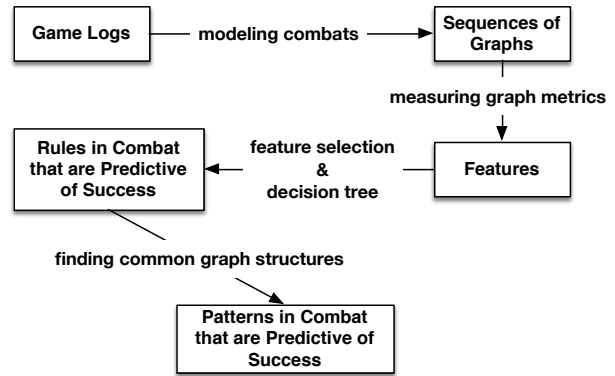 Game Logs
modeling combats
Sequences of
Graphs
measuring graph metrics
Features
feature selection
&
decision tree
Rules in Combat
that are Predictive
of Success
finding common graph structures
Patterns in Combat
that are Predictive of
Success